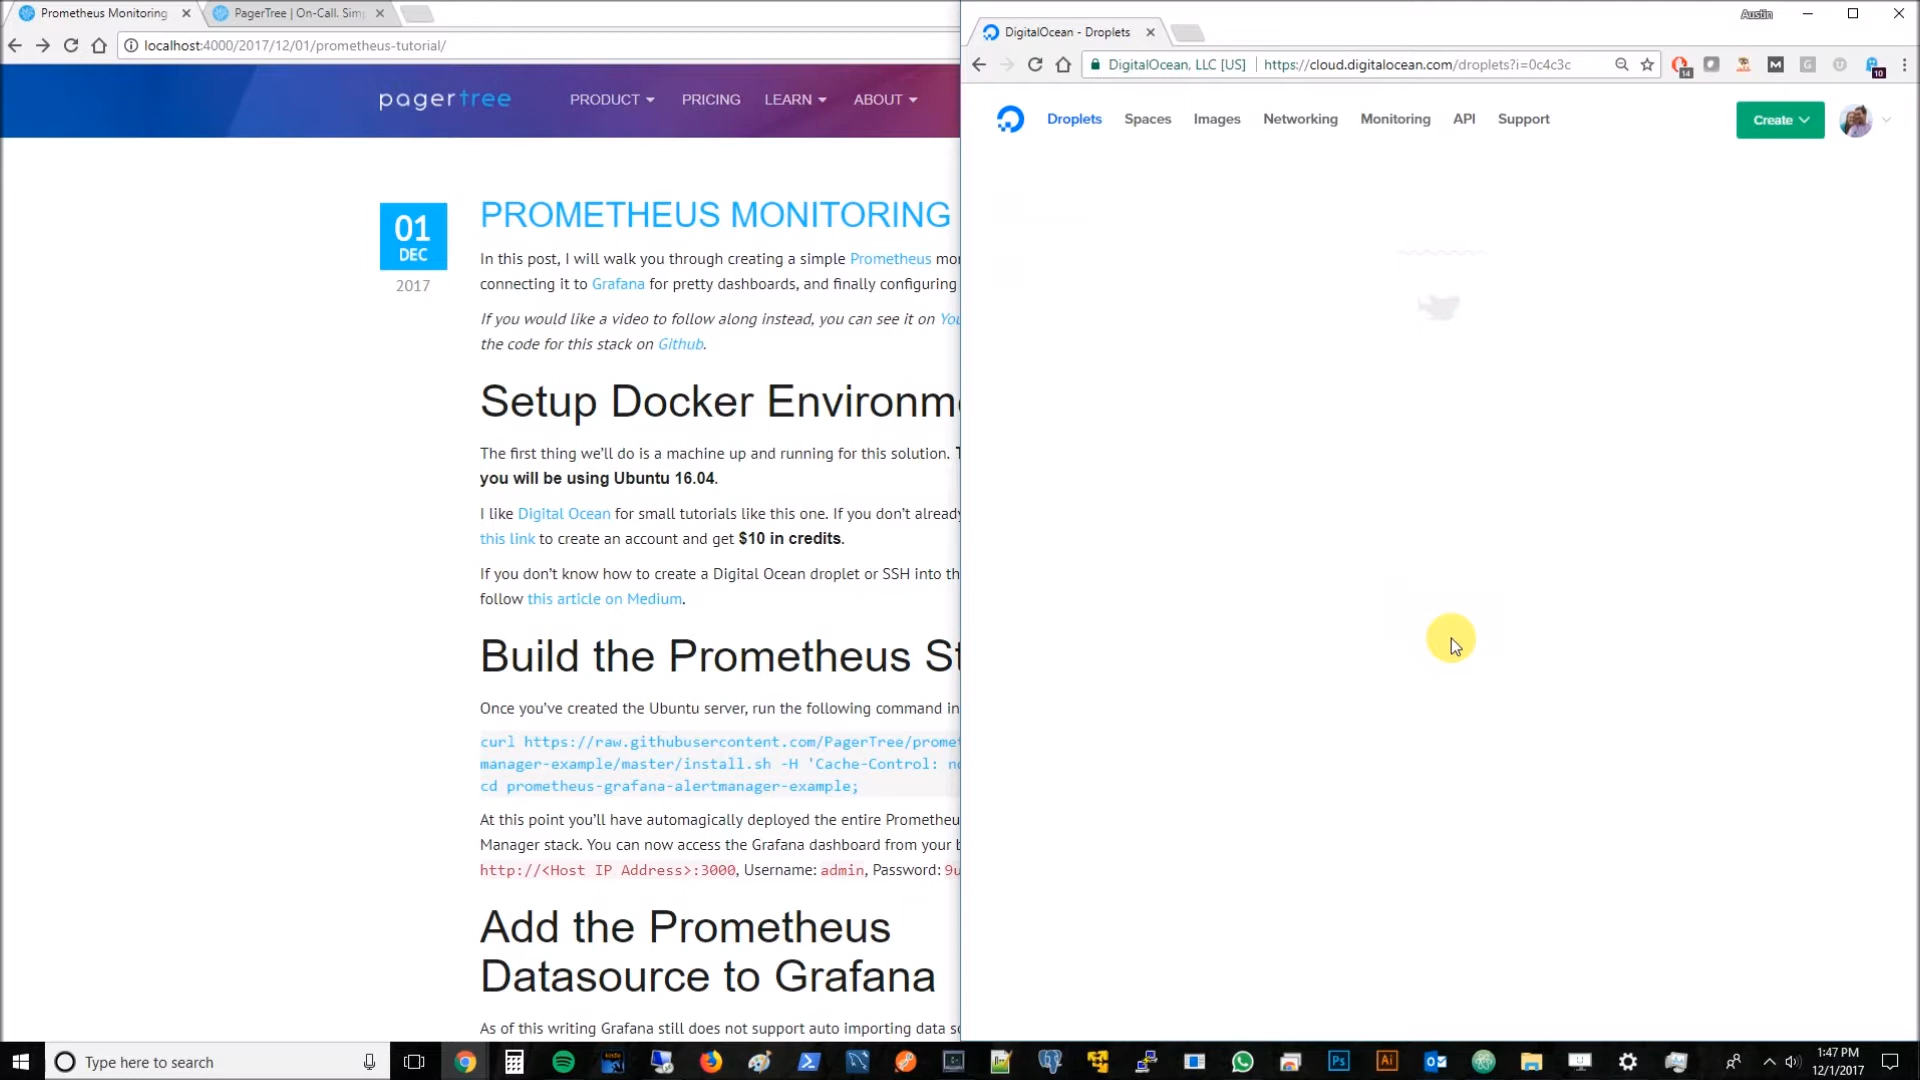 Prometheus Monitoring
PagerTree | On-Call. Sim
localhost:4000/2017/12/01/prometheus-tutorial/
pagertree
PRODUCT
PRICING
LEARN
ABOUT
01
DEC
2017
PROMETHEUS MONITORING
In this post, I will walk you through creating a simple Prometheus mon
connecting it to Grafana for pretty dashboards, and finally configuring
If you would like a video to follow along instead, you can see it on You
the code for this stack on Github.
Setup Docker Environme
The first thing we'll do is a machine up and running for this solution. T
you will be using Ubuntu 16.04.
I like Digital Ocean for small tutorials like this one. If you don't already
this link to create an account and get $10 in credits.
If you don't know how to create a Digital Ocean droplet or SSH into th
follow this article on Medium.
Build the Prometheus St
Once you've created the Ubuntu server, run the following command in
curl https://raw.githubusercontent.com/PagerTree/promet
manager-example/master/install.sh -H 'Cache-Control: no
cd prometheus-grafana-alertmanager-example;
At this point you'll have automagically deployed the entire Prometheu
Manager stack. You can now access the Grafana dashboard from your b
http://<Host IP Address>:3000, Username: admin, Password: 9u
Add the Prometheus
Datasource to Grafana
As of this writing Grafana still does not support auto importing data so
Austin
DigitalOcean - Droplets
DigitalOcean, LLC [US]
https://cloud.digitalocean.com/droplets?i=0c4c3c
14
10
Droplets
Spaces
Images
Networking
Monitoring
API
Support
Create
Type here to search
1:47 PM
12/1/2017